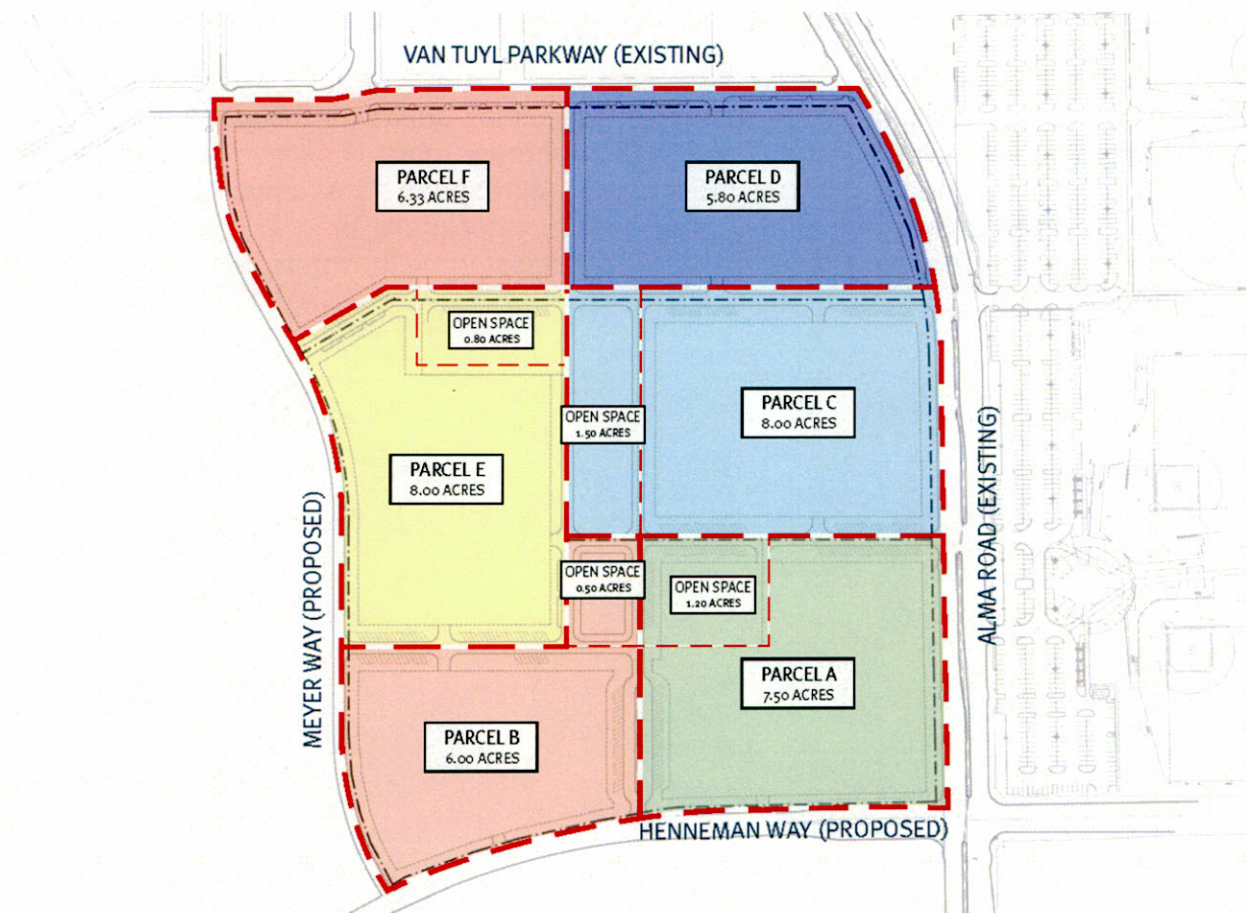 VAN TUYL PARKWAY (EXISTING)
PARCEL F
6.33 ACRES
PARCEL D
5.80 ACRES
OPEN SPACE
0.80 ACRES
OPEN SPACE
1.50 ACRES
PARCEL C
8.00 ACRES
PARCEL E
8.00 ACRES
MEYER WAY (PROPOSED)
ALMA ROAD (EXISTING)
OPEN SPACE
0.50 ACRES
OPEN SPACE
1.20 ACRES
PARCEL A
7.50 ACRES
PARCEL B
6.00 ACRES
HENNEMAN WAY (PROPOSED)